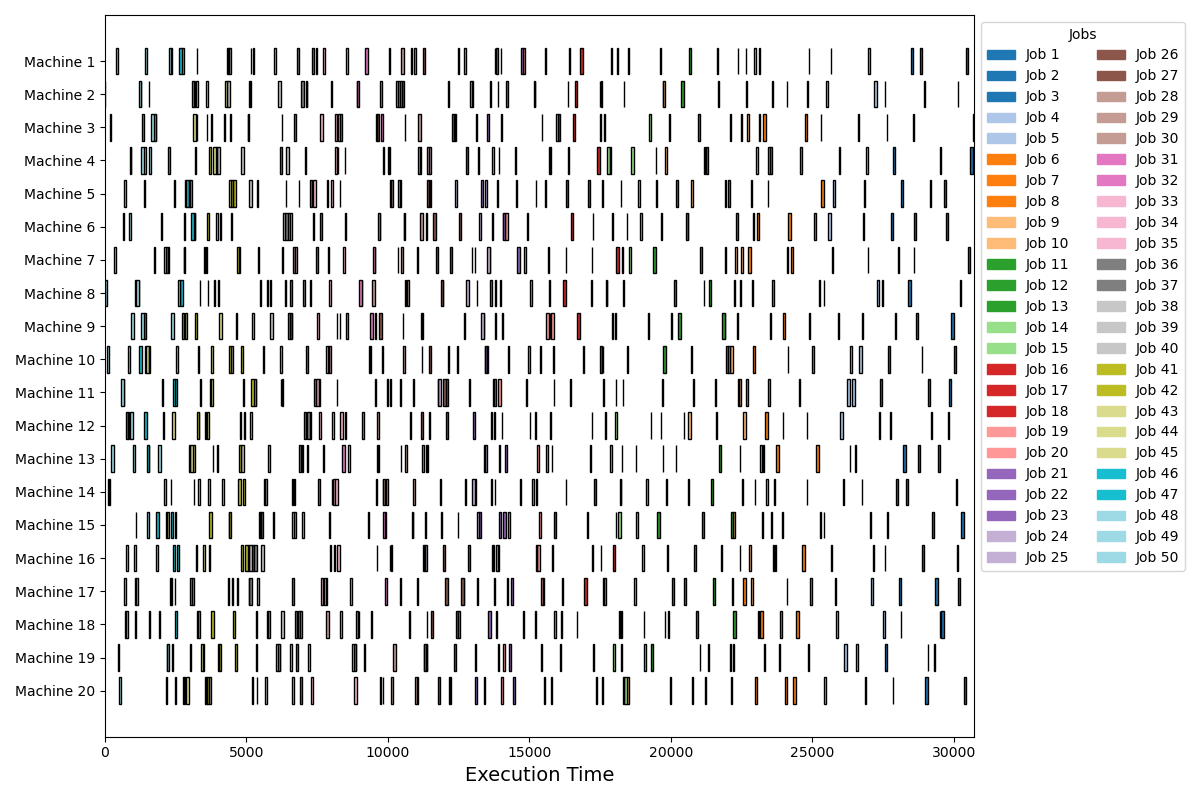 Machine 1
Machine 2
Machine 3
Machine 4
Machine 5
Machine 6
Machine 7
Machine 8
Machine 9
Machine 10
Machine 11
Machine 12
Machine 13
Machine 14
Machine 15
Machine 16
Machine 17
Machine 18
Machine 19
Machine 20
0 5000 10000 15000 20000 25000 30000
Execution Time
Jobs
Job 1 Job 26
Job 2 Job 27
Job 3 Job 28
Job 4 Job 29
Job 5 Job 30
Job 6 Job 31
Job 7 Job 32
Job 8 Job 33
Job 9 Job 34
Job 10 Job 35
Job 11 Job 36
Job 12 Job 37
Job 13 Job 38
Job 14 Job 39
Job 15 Job 40
Job 16 Job 41
Job 17 Job 42
Job 18 Job 43
Job 19 Job 44
Job 20 Job 45
Job 21 Job 46
Job 22 Job 47
Job 23 Job 48
Job 24 Job 49
Job 25 Job 50